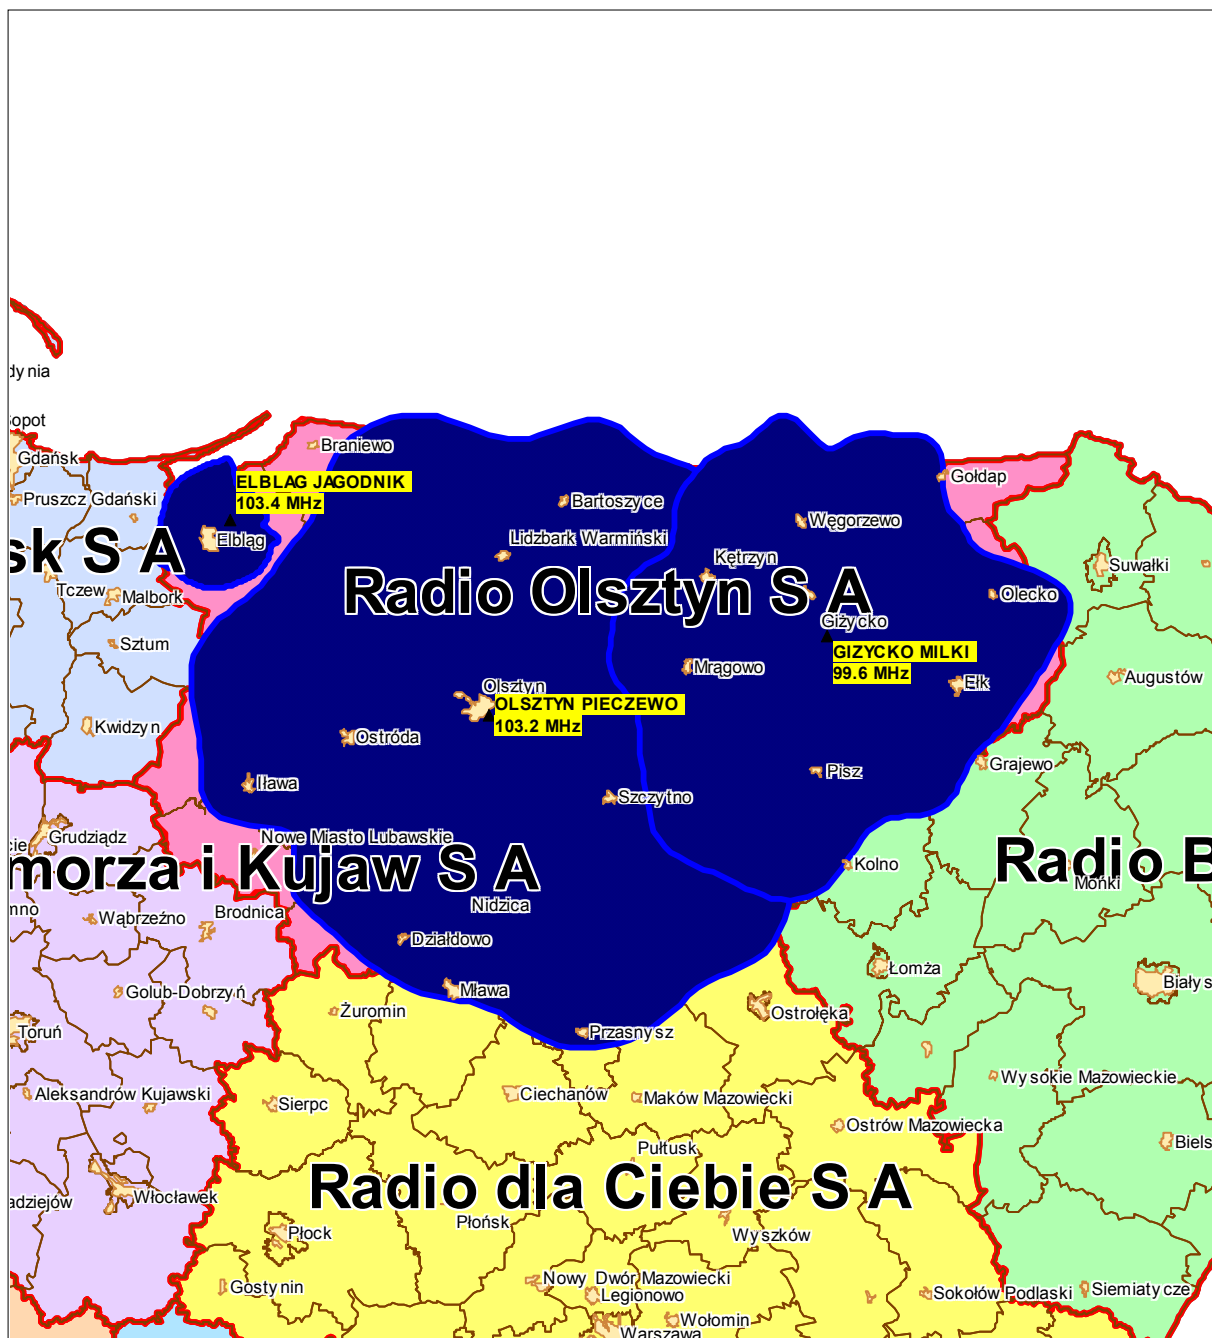 dynia
Sopot
Gdańsk
Braniewo
Gołdap
ELBLAG JAGODNIK
103.4 MHz
Pruszcz Gdański
Bartoszyce
Węgorzewo
Elbląg
Lidzbark Warmiński
sk S A
Kętrzyn
Suwałki
Tczew
Malbork
Radio Olsztyn S A
Olecko
Giżycko
Sztum
GIZYCKO MILKI
99.6 MHz
Mrągowo
Ełk
Augustów
Olsztyn
OLSZTYN PIECZEWO
103.2 MHz
Kwidzyn
Ostróda
Grajewo
Pisz
Iława
Szczytno
Grudziądz
Nowe Miasto Lubawskie
cie
morza i Kujaw S A
Kolno
Radio B
Mońki
mno
Wąbrzeźno
Brodnica
Nidzica
Działdowo
Łomża
Białys
Golub-Dobrzyń
Mława
Żuromin
Ostrołęka
Toruń
Przasnysz
Wysokie Mazowieckie
Aleksandrów Kujawski
Sierpc
Ciechanów
Maków Mazowiecki
Ostrów Mazowiecka
Biels
Pułtusk
Radio dla Ciebie S A
adziejów
Włocławek
Płońsk
Płock
Wyszków
Gostynin
Nowy Dwór Mazowiecki
Legionowo
Sokołów Podlaski
Siemiatycze
Wołomin
Warszawa